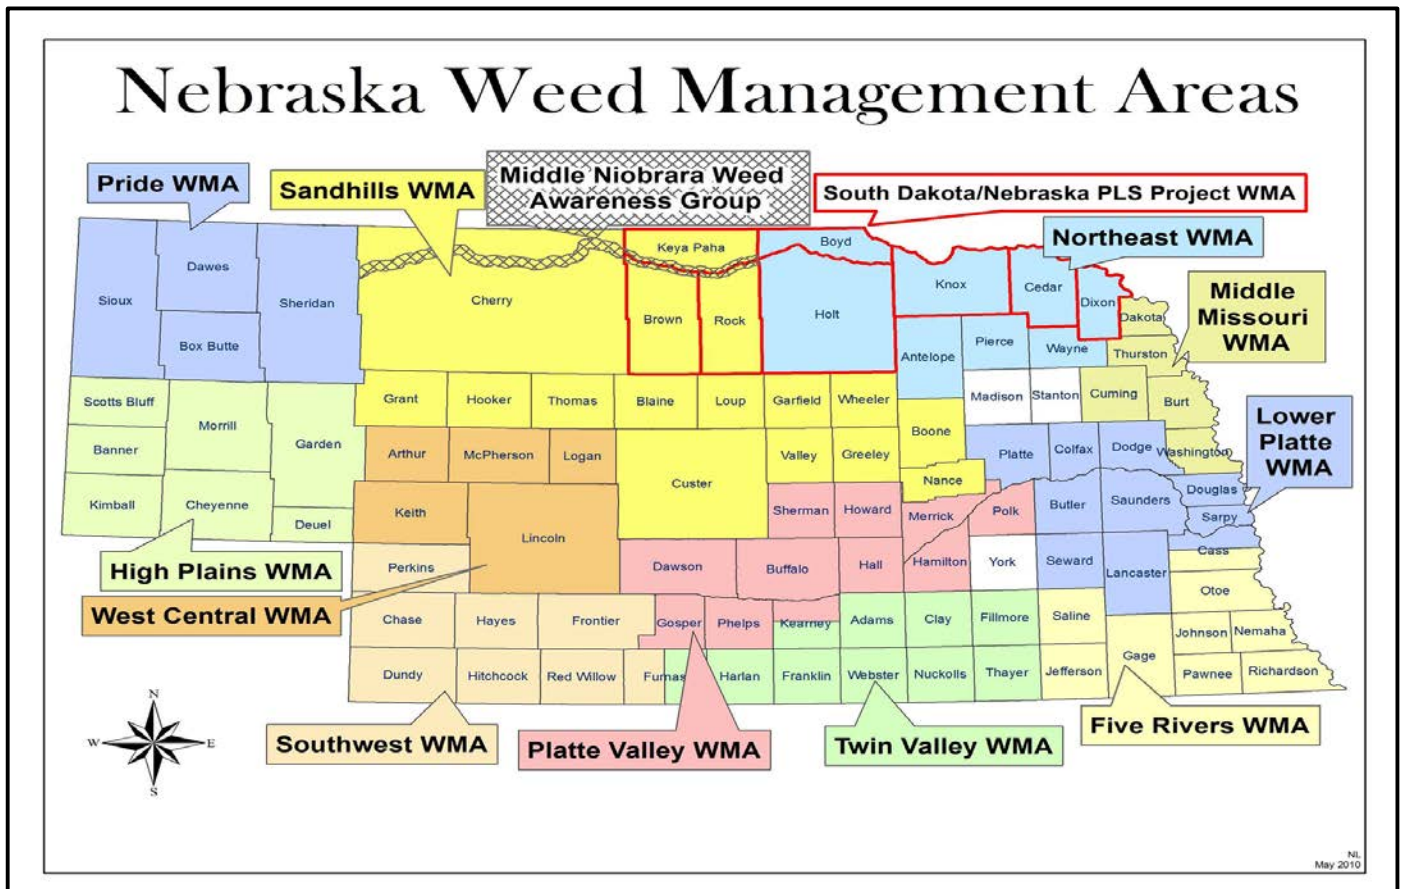 Nebraska Weed Management Areas
Pride WMA
Sandhills WMA
Middle Niobrara Weed
Awareness Group
South Dakota/Nebraska PLS Project WMA
Northeast WMA
Middle
Missouri
WMA
Lower
Platte
WMA
Sioux
Dawes
Sheridan
Box Butte
Cherry
Keya Paha
Brown
Rock
Boyd
Holt
Knox
Cedar
Dixon
Dakota
Antelope
Pierce
Wayne
Thurston
Scotts Bluff
Morrill
Garden
Banner
Kimball
Cheyenne
Deuel
Grant
Hooker
Thomas
Blaine
Loup
Garfield
Wheeler
Boone
Madison
Stanton
Cuming
Burt
Arthur
McPherson
Logan
Custer
Valley
Greeley
Nance
Platte
Colfax
Dodge
Washington
Keith
Lincoln
Sherman
Howard
Merrick
Polk
Butler
Saunders
Douglas
Sarpy
Perkins
Dawson
Buffalo
Hall
Hamilton
York
Seward
Lancaster
Cass
Otoe
Chase
Hayes
Frontier
Gosper
Phelps
Kearney
Adams
Clay
Fillmore
Saline
Johnson
Nemaha
Dundy
Hitchcock
Red Willow
Furnas
Harlan
Franklin
Webster
Nuckolls
Thayer
Jefferson
Gage
Pawnee
Richardson
High Plains WMA
West Central WMA
Southwest WMA
Platte Valley WMA
Twin Valley WMA
Five Rivers WMA
N
W
E
S
NL
May 2010